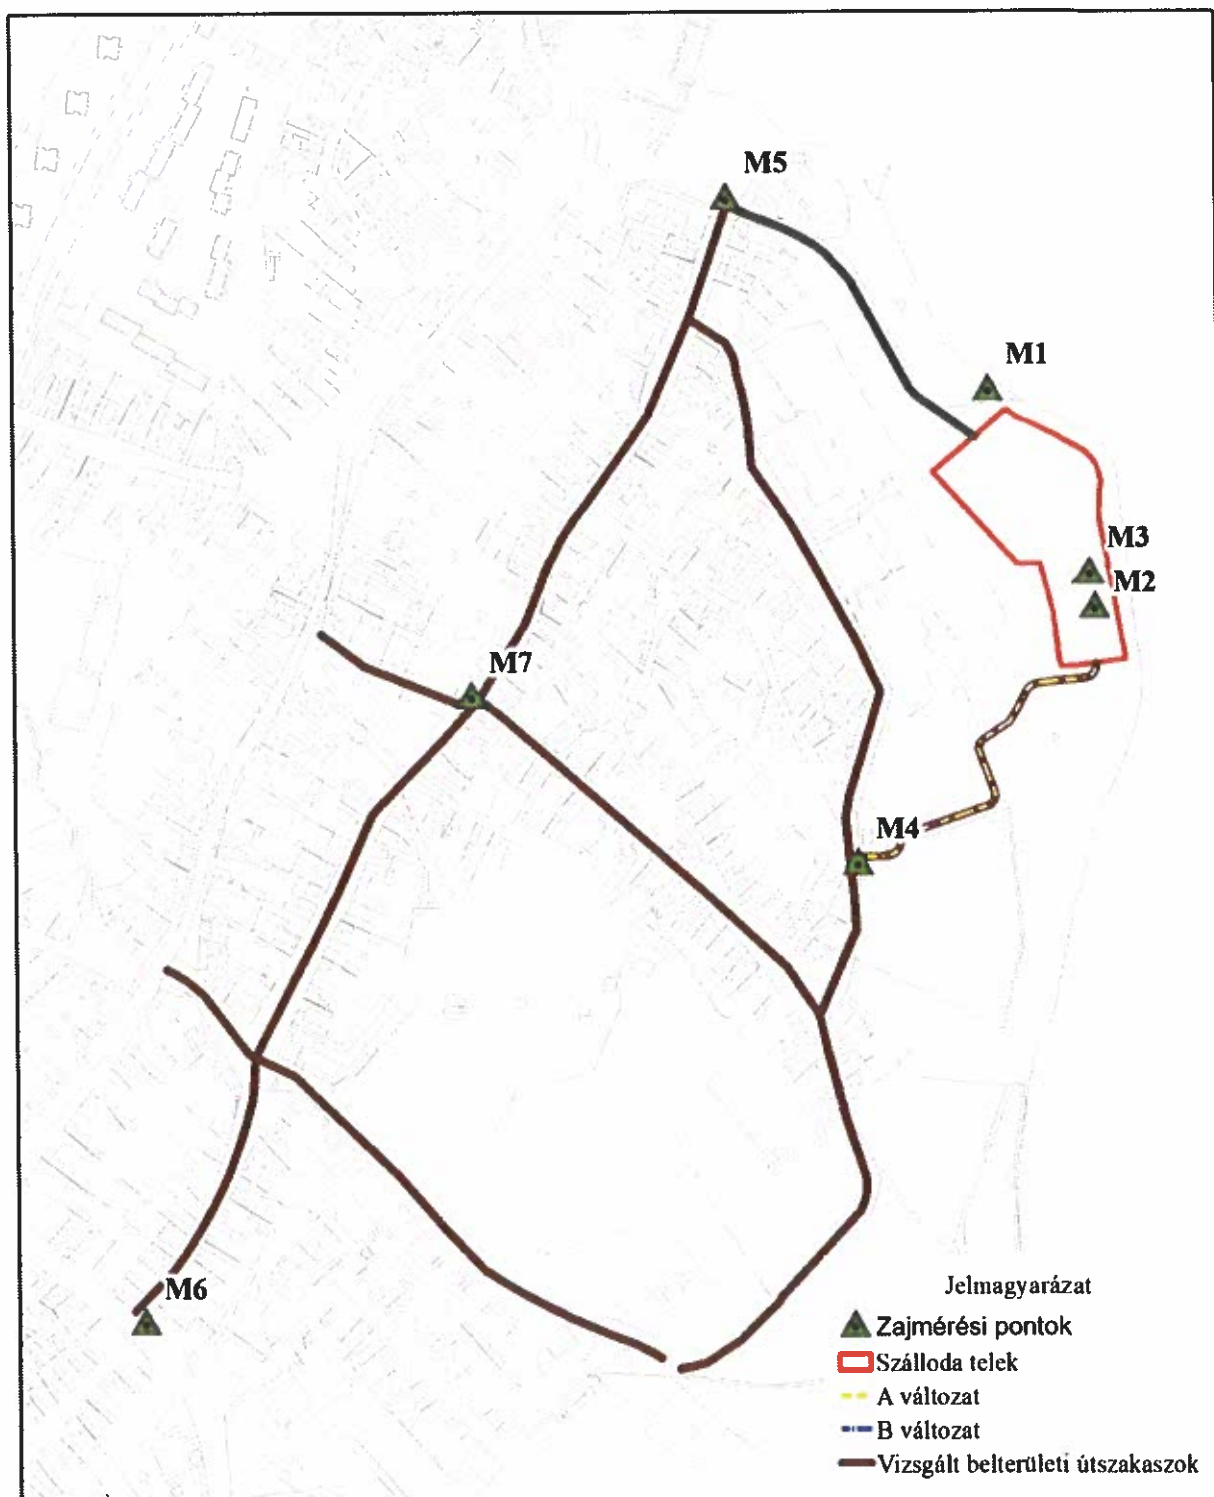 M5
M1
M3
M2
M7
M4
M6
Jelmagyarázat
Zajmérési pontok
Szálloda telek
A változat
B változat
Vizsgált belterületi útszakaszok